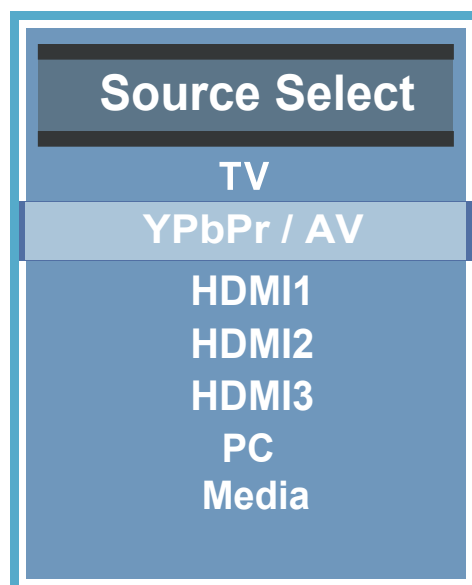 Source Select
TV
YPbPr / AV
HDMI1
HDMI2
HDMI3
PC
Media